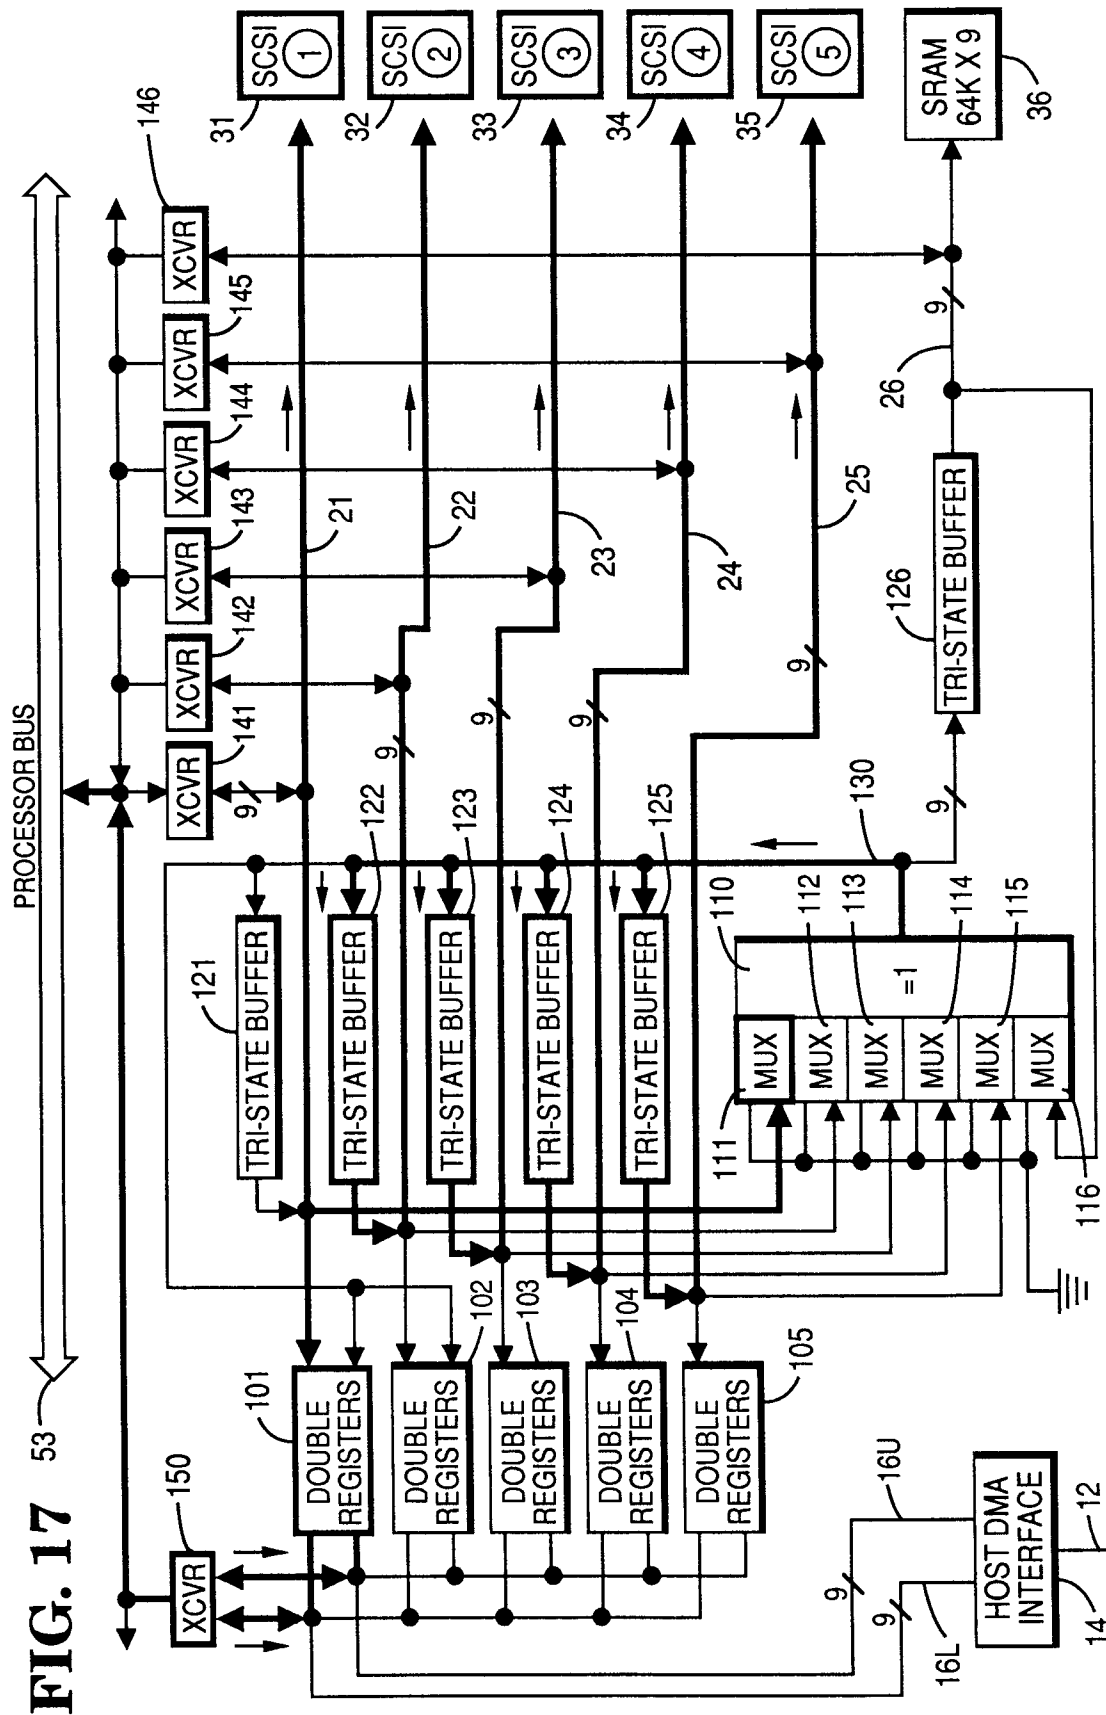 FIG. 17
PROCESSOR BUS
53
150
XCVR
XCVR
141
XCVR
142
XCVR
143
XCVR
144
XCVR
145
XCVR
146
9
21
9
22
9
23
9
24
9
25
SCSI
1
31
SCSI
2
32
SCSI
3
33
SCSI
4
34
SCSI
5
35
SRAM
64K X 9
36
9
26
TRI-STATE BUFFER
121
TRI-STATE BUFFER
122
TRI-STATE BUFFER
123
TRI-STATE BUFFER
124
TRI-STATE BUFFER
125
TRI-STATE BUFFER
126
9
130
DOUBLE
REGISTERS
101
DOUBLE
REGISTERS
102
DOUBLE
REGISTERS
103
DOUBLE
REGISTERS
104
DOUBLE
REGISTERS
105
110
=1
MUX
111
MUX
112
MUX
113
MUX
114
MUX
115
MUX
116
9
16U
9
16L
HOST DMA
INTERFACE
14
12